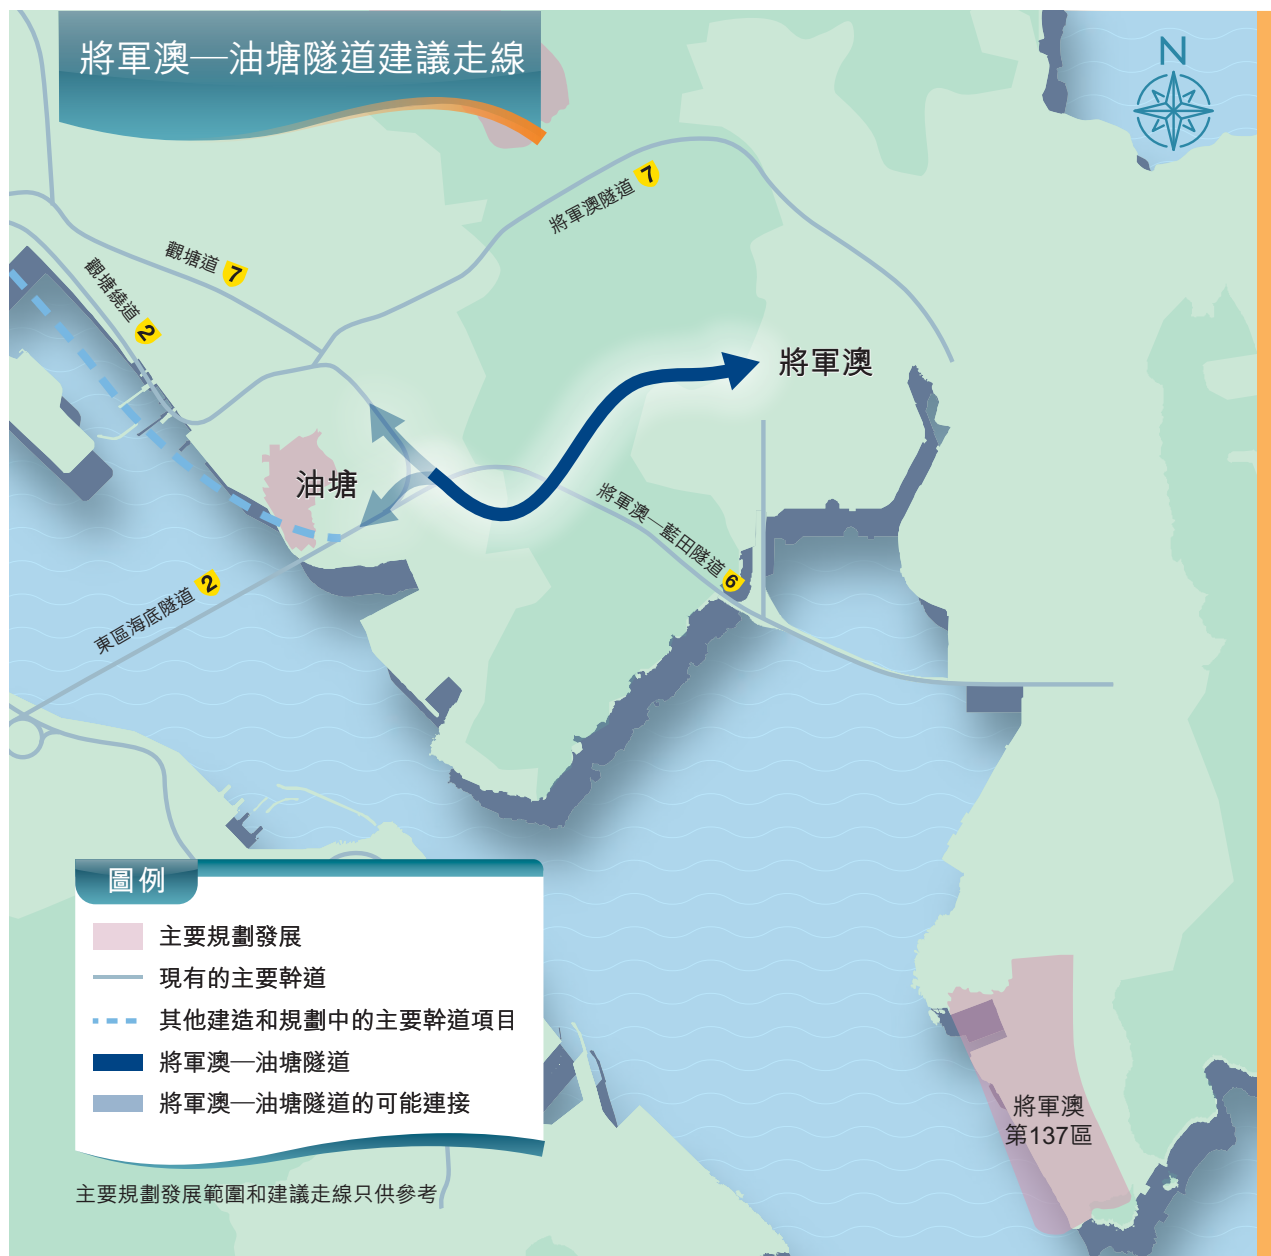 將軍澳—油塘隧道建議走線
N
將軍澳隧道 7
觀塘道 7
觀塘繞道 2
將軍澳
油塘
將軍澳—藍田隧道 6
東區海底隧道 2
圖例
主要規劃發展
現有的主要幹道
其他建造和規劃中的主要幹道項目
將軍澳—油塘隧道
將軍澳—油塘隧道的可能連接
將軍澳
第137區
主要規劃發展範圍和建議走線只供參考